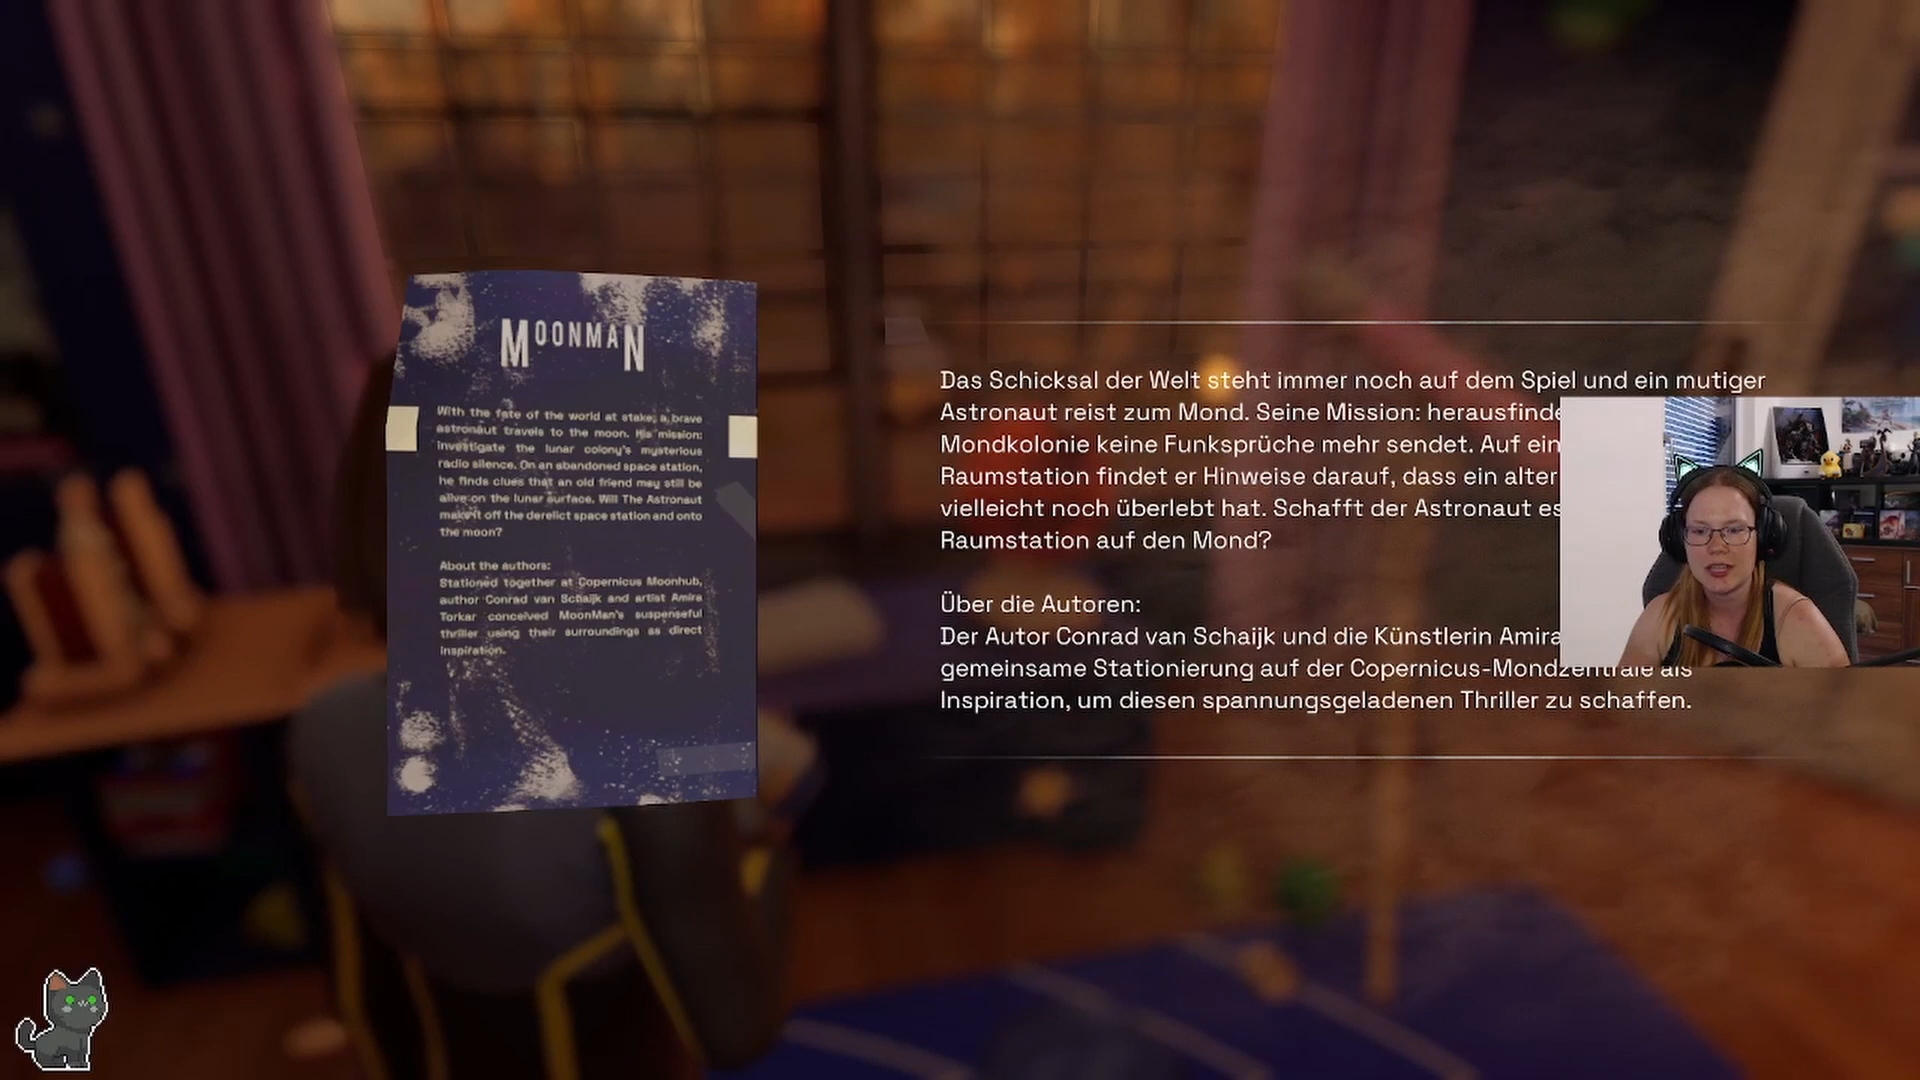 MOONMAN
With the fate of the world at stake, a brave
astronaut travels to the moon. His mission:
investigate the lunar colony's mysterious
radio silence. On an abandoned space station,
he finds clues that an old friend may still be
alive on the lunar surface. Will The Astronaut
make it off the derelict space station and onto
the moon?
About the authors:
Stationed together at Copernicus Moonhub,
author Conrad van Schaijk and artist Amira
Torkar conceived MoonMan's suspenseful
thriller using their surroundings as direct
inspiration.
Das Schicksal der Welt steht immer noch auf dem Spiel und ein mutiger
Astronaut reist zum Mond. Seine Mission: herausfinde
Mondkolonie keine Funksprüche mehr sendet. Auf ein
Raumstation findet er Hinweise darauf, dass ein alter
vielleicht noch überlebt hat. Schafft der Astronaut es
Raumstation auf den Mond?
Über die Autoren:
Der Autor Conrad van Schaijk und die Künstlerin Amira
gemeinsame Stationierung auf der Copernicus-Mondzentrale als
Inspiration, um diesen spannungsgeladenen Thriller zu schaffen.